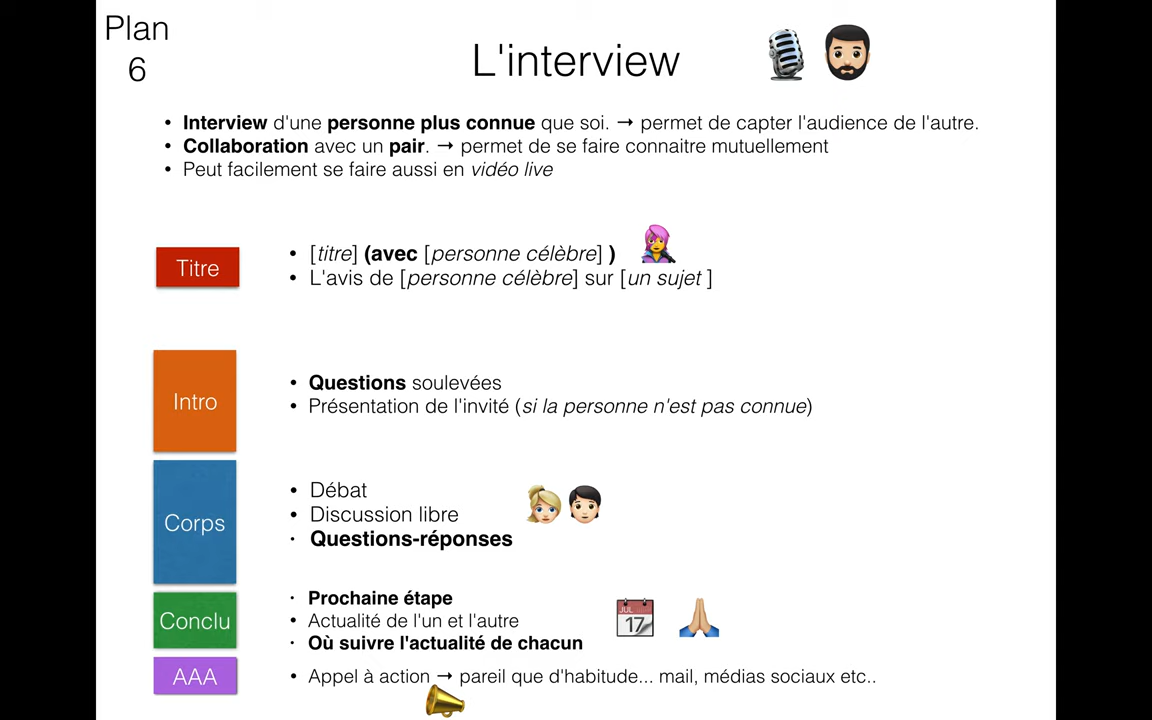 Plan
6
L'interview
• Interview d'une personne plus connue que soi. → permet de capter l'audience de l'autre.
• Collaboration avec un pair. → permet de se faire connaitre mutuellement
• Peut facilement se faire aussi en vidéo live
Titre
• [titre] (avec [personne célèbre] )
• L'avis de [personne célèbre] sur [un sujet ]
Intro
• Questions soulevées
• Présentation de l'invité (si la personne n'est pas connue)
Corps
• Débat
• Discussion libre
• Questions-réponses
Conclu
• Prochaine étape
• Actualité de l'un et l'autre
• Où suivre l'actualité de chacun
JUL
17
AAA
• Appel à action → pareil que d'habitude... mail, médias sociaux etc..